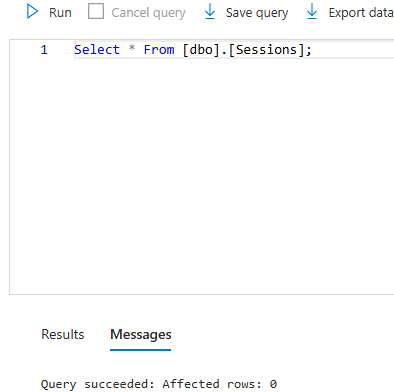 Run Cancel query Save query Export data
1 Select * From [dbo].[Sessions];
Results Messages
Query succeeded: Affected rows: 0